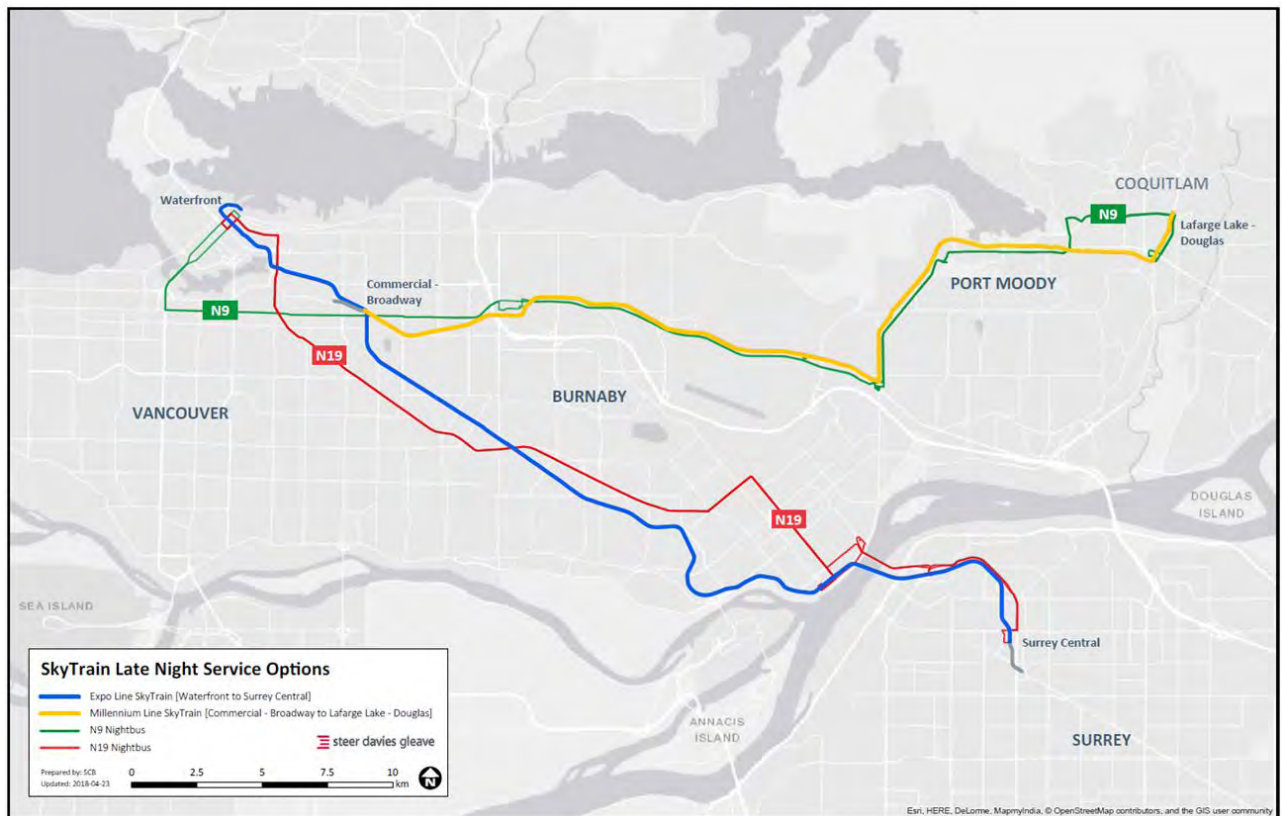 COQUITLAM
Waterfront
N9
Lafarge Lake -
Douglas
Commercial -
Broadway
PORT MOODY
N9
N19
BURNABY
VANCOUVER
DOUGLAS
ISLAND
N19
SEA ISLAND
Surrey Central
SkyTrain Late Night Service Options
Expo Line SkyTrain [Waterfront to Surrey Central]
Millennium Line SkyTrain [Commercial - Broadway to Lafarge Lake - Douglas]
N9 Nightbus
N19 Nightbus
steer davies gleave
Prepared by: SCB
Updated: 2018-04-23
0 2.5 5 7.5 10
km
N
ANNACIS
ISLAND
SURREY
Esri, HERE, DeLorme, MapmyIndia, © OpenStreetMap contributors, and the GIS user community